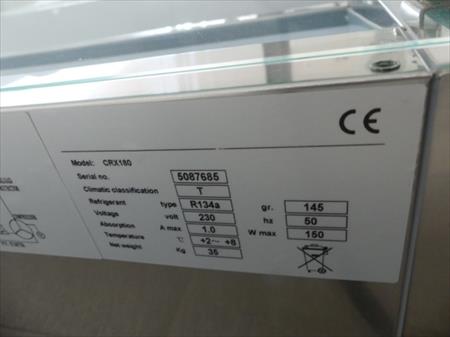 CE
Model: CRX180
Serial no. 5087685
Climatic classification T
Refrigerant type R134a gr. 145
Voltage volt 230 hz 50
Absorption A max 1.0 W max 150
Temperature °C +2~ +8
Net weight Kg 35